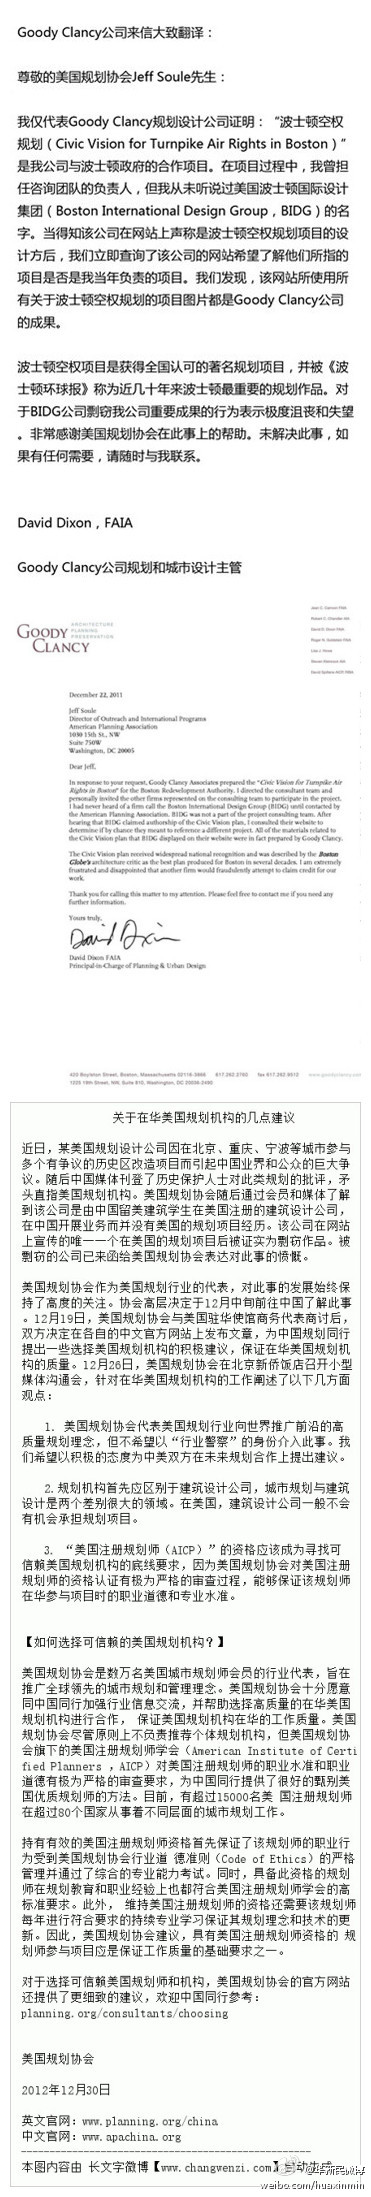 Goody Clancy公司来信大致翻译：
尊敬的美国规划协会Jeff Soule先生：
我仅代表Goody Clancy规划设计公司证明：“波士顿空权
规划（Civic Vision for Turnpike Air Rights in Boston）”
是我公司与波士顿政府的合作项目。在项目过程中，我曾担
任咨询团队的负责人，但我从未听说过美国波士顿国际设计
集团（Boston International Design Group，BIDG）的名
字。当得知该公司在网站上声称是波士顿空权规划项目的设
计方后，我们立即查询了该公司的网站希望了解他们所指的
项目是否是我当年负责的项目。我们发现，该网站所使用所
有关于波士顿空权规划的项目图片都是Goody Clancy公司
的成果。
波士顿空权项目是获得全国认可的著名规划项目，并被《波
士顿环球报》称为近几十年来波士顿最重要的规划作品。对
于BIDG公司剽窃我公司重要成果的行为表示极度沮丧和失望
。非常感谢美国规划协会在此事上的帮助。未解决此事，如
果有任何需要，请随时与我联系。
David Dixon，FAIA
Goody Clancy公司规划和城市设计主管
GOODY
CLANCY
ARCHITECTURE
PLANNING
PRESERVATION
December 22, 2011
Jeff Soule
Director of Outreach and International Programs
American Planning Association
1030 15th St., NW
Suite 750W
Washington, DC 20005
Dear Jeff,
In response to your request, Goody Clancy Associates prepared the "Civic Vision for Turnpike Air
Rights in Boston" for the Boston Redevelopment Authority. I directed the consultant team and
personally invited the other firms represented on the consulting team to participate in the project.
I had never heard of a firm call the Boston International Design Group (BIDG) until contacted by
the American Planning Association. BIDG was not a part of the project consulting team. After
hearing that BIDG claimed authorship of the Civic Vision Plan, I consulted their website to
determine if by chance they meant to reference a different project. All of the materials related to
the Civic Vision plan that BIDG displayed on their website were in fact prepared by Goody Clancy.
The Civic Vision plan received widespread national recognition and was described by the Boston
Globe's architecture critic as the best plan produced for Boston in several decades. I am extremely
frustrated and disappointed that another firm would fraudulently attempt to claim credit for our
work.
Thank you for calling this matter to my attention. Please feel free to contact me if you need any
further information.
Yours truly,
David Dixon
David Dixon FAIA
Principal-in-Charge of Planning & Urban Design
关于在华美国规划机构的几点建议
近日，某美国规划设计公司因在北京、重庆、宁波等城市参与
多个有争议的历史区改造项目而引起中国业界和公众的巨大争
议。随后中国媒体刊登了历史保护人士对此类规划的批评，矛
头直指美国规划机构。美国规划协会随后通过会员和媒体了解
到该公司是由中国留美建筑学生在美国注册的建筑设计公司，
在中国开展业务而并没有美国的规划项目经历。该公司在网站
上宣传的唯一一个在美国的规划项目后被证实为剽窃作品。被
剽窃的公司已来函给美国规划协会表达对此事的愤慨。
美国规划协会作为美国规划行业的代表，对此事的发展始终保
持了高度的关注。协会高层决定于12月中旬前往中国了解此事
。12月19日，美国规划协会与美国驻华使馆商务代表商讨后，
双方决定在各自的中文官方网站上发布文章，为中国规划同行
提出一些选择美国规划机构的积极建议，保证在华美国规划机
构的质量。12月26日，美国规划协会在北京新侨饭店召开小型
媒体沟通会，针对在华美国规划机构的工作阐述了以下几方面
观点：
1. 美国规划协会代表美国规划行业向世界推广前沿的高
质量规划理念，但不希望以“行业警察”的身份介入此事。我
们希望以积极的态度为中美双方在未来规划合作上提出建议。
2. 规划机构首先应区别于建筑设计公司，城市规划与建筑
设计是两个差别很大的领域。在美国，建筑设计公司一般不会
有机会承担规划项目。
3. “美国注册规划师（AICP）”的资格应该成为寻找可
信赖美国规划机构的底线要求，因为美国规划协会对美国注册
规划师的资格认证有极为严格的审查过程，能够保证该规划师
在华参与项目时的职业道德和专业水准。
【如何选择可信赖的美国规划机构？】
美国规划协会是数万名美国城市规划师会员的行业代表，旨在
推广全球领先的城市规划和管理理念。美国规划协会十分愿意
同中国同行加强行业信息交流，并帮助选择高质量的在华美国
规划机构进行合作， 保证美国规划机构在华的工作质量。美国
规划协会尽管原则上不负责推荐个体规划机构，但美国规划协
会旗下的美国注册规划师学会（American Institute of Certi
fied Planners ，AICP）对美国注册规划师的职业水准和职业
道德有极为严格的审查要求，为中国同行提供了很好的甄别美
国优质规划师的方法。目前，有超过15000名美 国注册规划师
在超过80个国家从事着不同层面的城市规划工作。
持有有效的美国注册规划师资格首先保证了该规划师的职业行
为受到美国规划协会行业道 德准则（Code of Ethics）的严格
管理并通过了综合的专业能力考试。同时，具备此资格的规划
师在规划教育和职业经验上也都符合美国注册规划师学会的高
标准要求。此外， 维持美国注册规划师的资格还需要该规划师
每年进行符合要求的持续专业学习保证其规划理念和技术的更
新。因此，美国规划协会建议，具有美国注册规划师资格的 规
划师参与项目应是保证工作质量的基础要求之一。
对于选择可信赖美国规划师和机构，美国规划协会的官方网站
还提供了更细致的建议，欢迎中国同行参考：
planning.org/consultants/choosing
美国规划协会
2012年12月30日
英文官网：www.planning.org/china
中文官网：www.apachina.org
本图内容由 长文字微博【www.changwenzi.com】
@华新民微博
weibo.com/huaxinmin